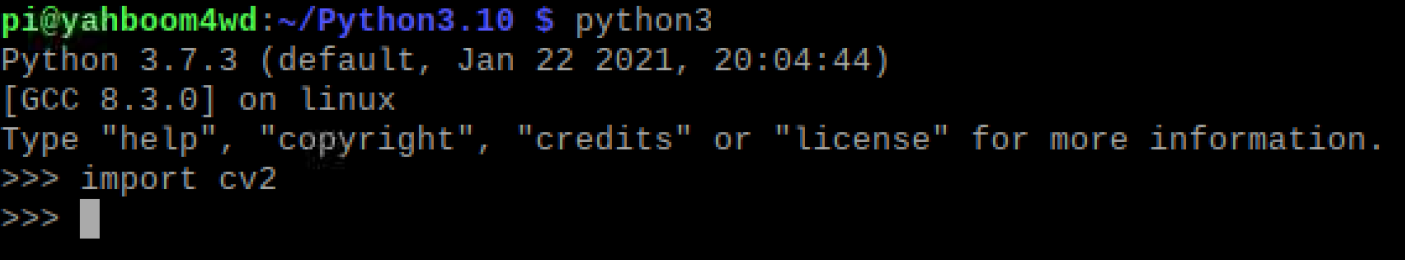 pi@yahboom4wd:~/Python3.10 $ python3
Python 3.7.3 (default, Jan 22 2021, 20:04:44)
[GCC 8.3.0] on linux
Type "help", "copyright", "credits" or "license" for more information.
>>> import cv2
>>>